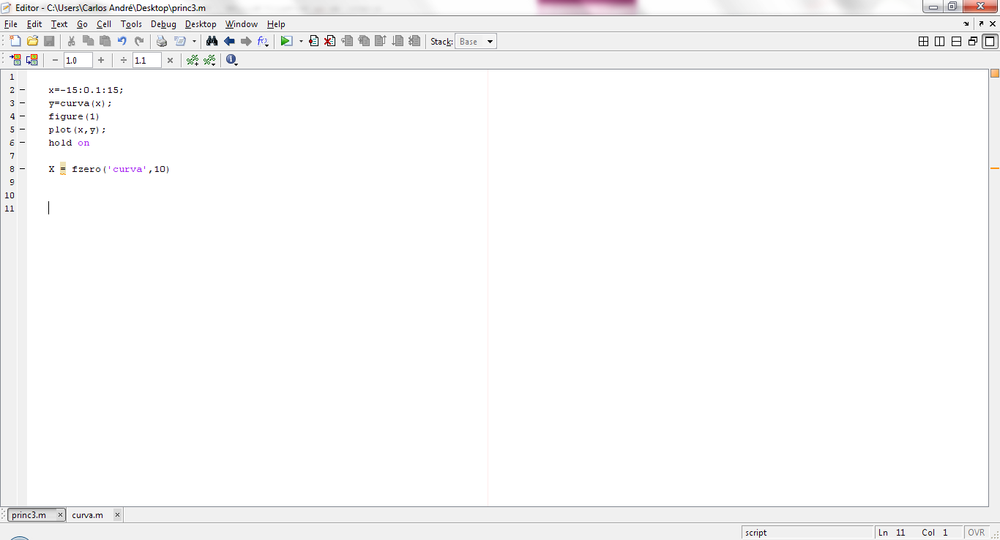 Editor - C:\Users\Carlos André\Desktop\princ3.m
File Edit Text Go Cell Tools Debug Desktop Window Help
Stack: Base
1.0 1.1
1
2 x=-15:0.1:15;
3 y=curva(x);
4 figure(1)
5 plot(x,y);
6 hold on
7
8 X = fzero('curva',10)
9
10
11
princ3.m curva.m
script Ln 11 Col 1 OVR